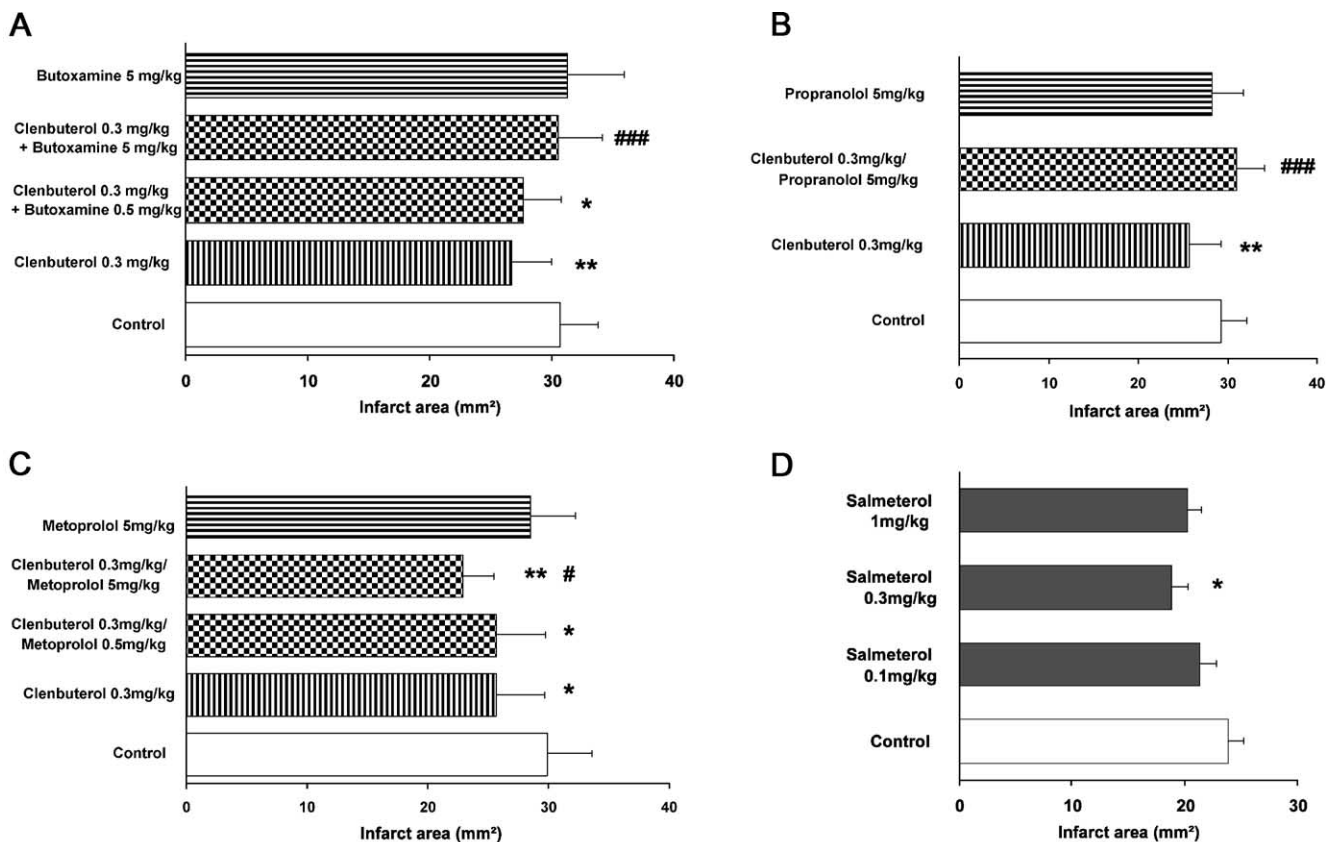 A
Butoxamine 5 mg/kg
Clenbuterol 0.3 mg/kg
+ Butoxamine 5 mg/kg
###
Clenbuterol 0.3 mg/kg
+ Butoxamine 0.5 mg/kg
*
Clenbuterol 0.3 mg/kg
**
Control
0 10 20 30 40
Infarct area (mm²)
B
Propranolol 5mg/kg
Clenbuterol 0.3mg/kg/
Propranolol 5mg/kg
###
Clenbuterol 0.3mg/kg
**
Control
0 10 20 30 40
Infarct area (mm²)
C
Metoprolol 5mg/kg
Clenbuterol 0.3mg/kg/
Metoprolol 5mg/kg
** #
Clenbuterol 0.3mg/kg/
Metoprolol 0.5mg/kg
*
Clenbuterol 0.3mg/kg
*
Control
0 10 20 30 40
Infarct area (mm²)
D
Salmeterol
1mg/kg
Salmeterol
0.3mg/kg
*
Salmeterol
0.1mg/kg
Control
0 10 20 30
Infarct area (mm²)